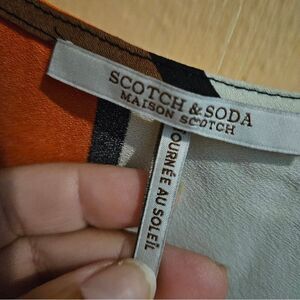 SCOTCH & SODA
MAISON SCOTCH
JOURNÉE AU SOLEIL